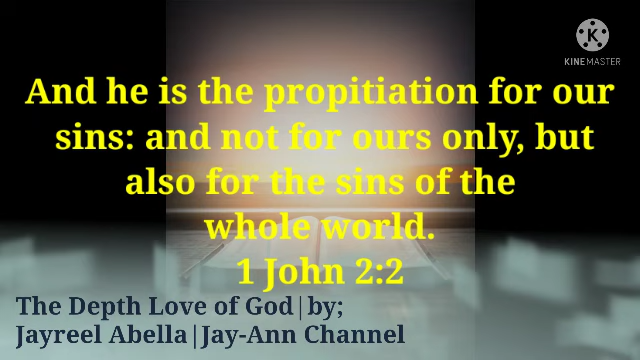 KINEMASTER
And he is the propitiation for our
sins: and not for ours only, but
also for the sins of the
whole world.
1 John 2:2
The Depth Love of God|by;
Jayreel Abella|Jay-Ann Channel